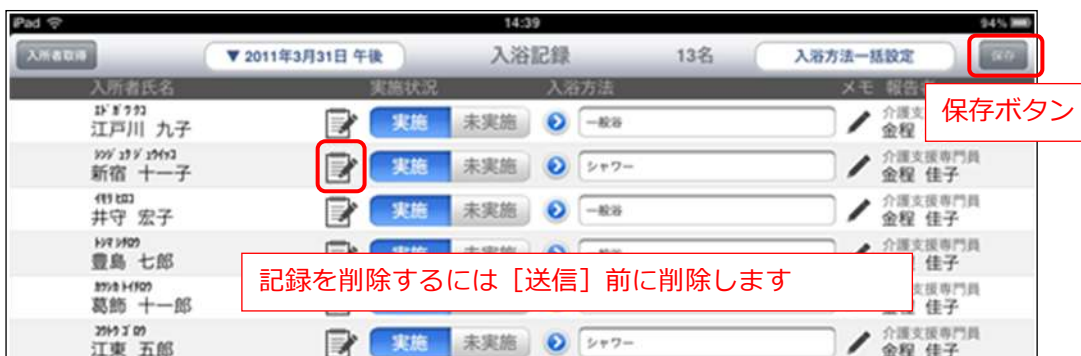 iPad 14:39 94%
入所者取得 ▼ 2011年3月31日 午後 入浴記録 13名 入浴方法一括設定 保存
入所者氏名 実施状況 入浴方法 メモ 報告
保存ボタン
江戸川 九子 実施 未実施 一般浴 介護支 金程
新宿 十一子 実施 未実施 シャワー 介護支援専門員 金程 佳子
井守 宏子 実施 未実施 一般浴 介護支援専門員 金程 佳子
豊島 七郎 介護支援専門員 佳子
記録を削除するには［送信］前に削除します
葛飾 十一郎 支援専門員 佳子
江東 五郎 実施 未実施 シャワー 介護支援専門員 金程 佳子